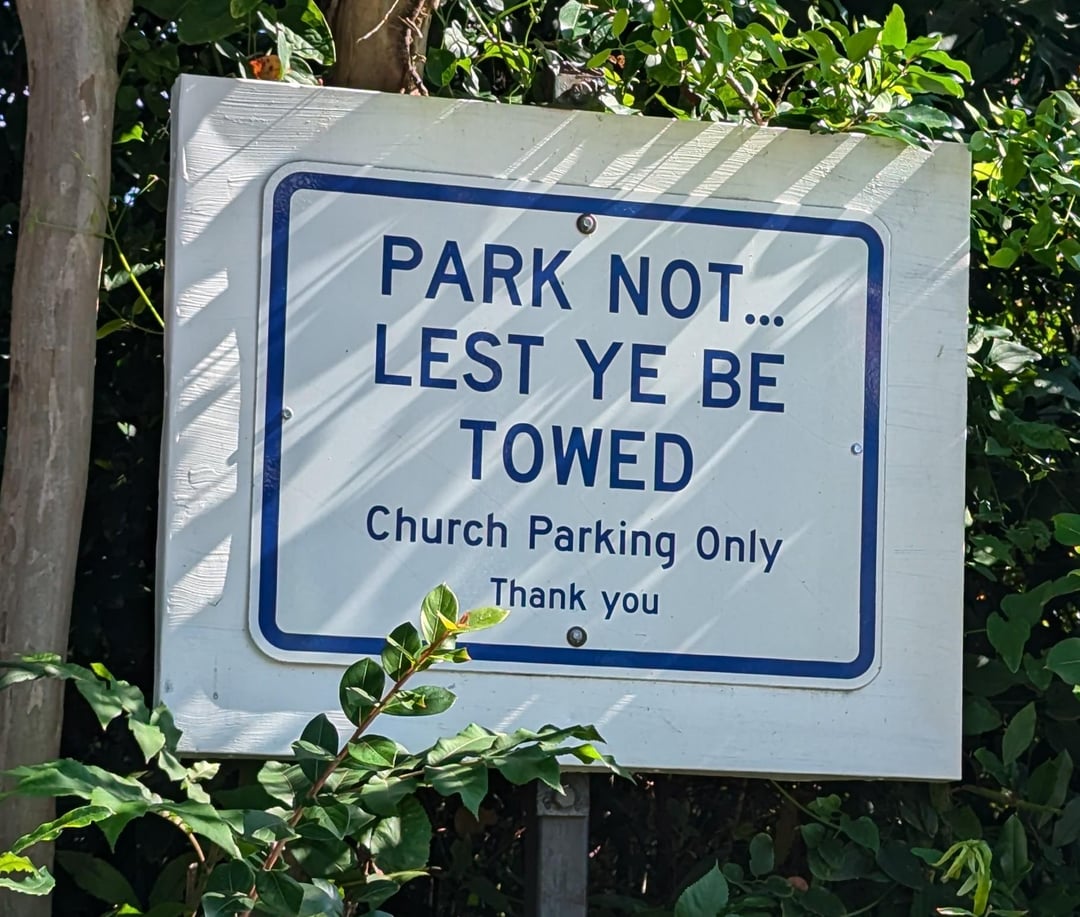 PARK NOT...
LEST YE BE
TOWED
Church Parking Only
Thank you